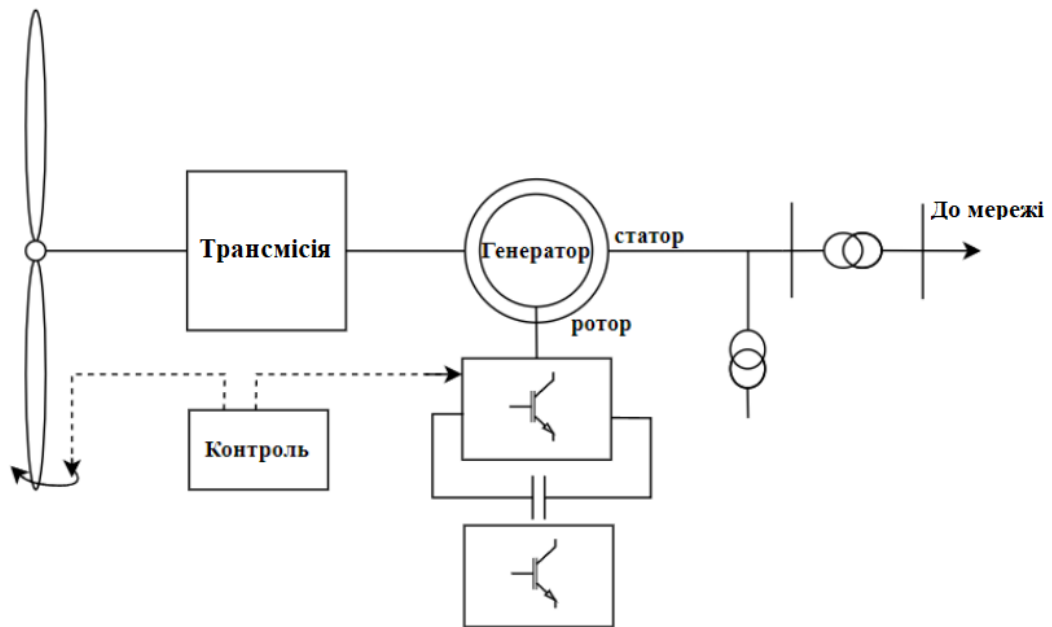 До мережі
Трансмісія
Генератор
статор
ротор
Контроль